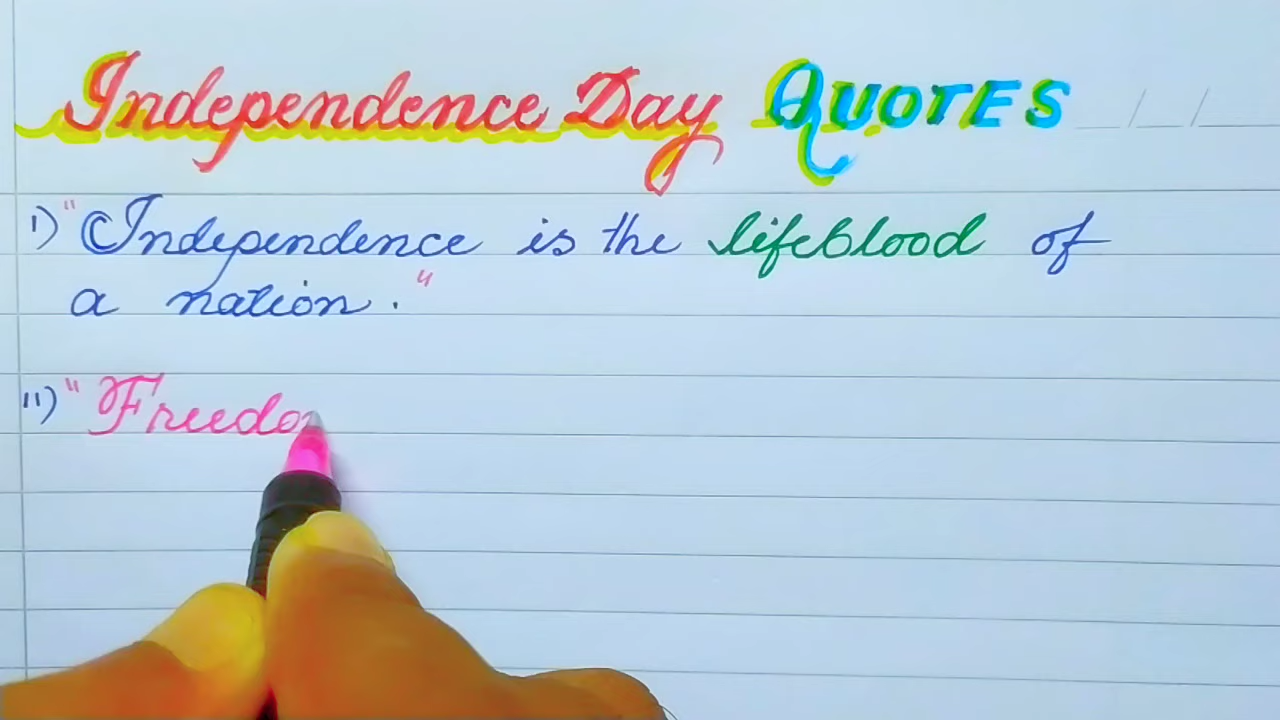 Independence Day QUOTES
1) "Independence is the lifeblood of
a nation."
11) "Freedo